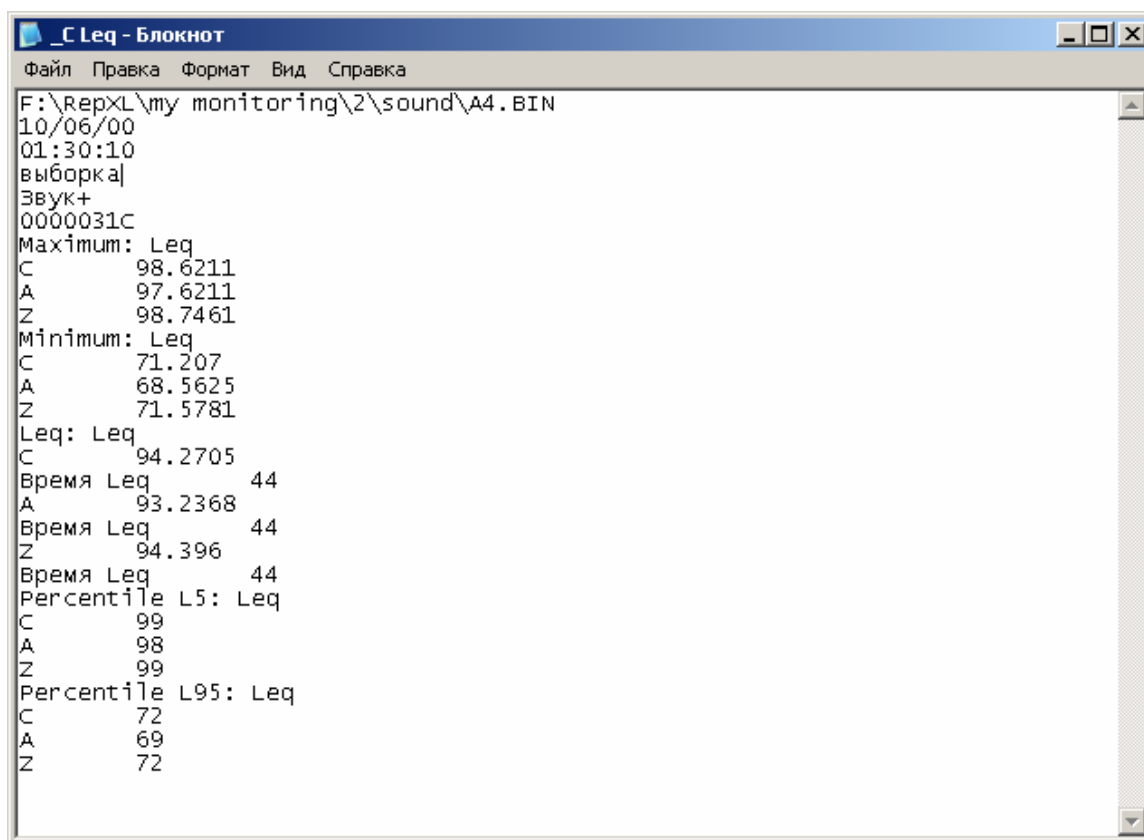 _C Leq - Блокнот
Файл Правка Формат Вид Справка
F:\RepXL\my monitoring\2\sound\A4.BIN
10/06/00
01:30:10
выборка
Звук+
0000031C
Maximum: Leq
C 98.6211
A 97.6211
Z 98.7461
Minimum: Leq
C 71.207
A 68.5625
Z 71.5781
Leq: Leq
C 94.2705
Время Leq 44
A 93.2368
Время Leq 44
Z 94.396
Время Leq 44
Percentile L5: Leq
C 99
A 98
Z 99
Percentile L95: Leq
C 72
A 69
Z 72